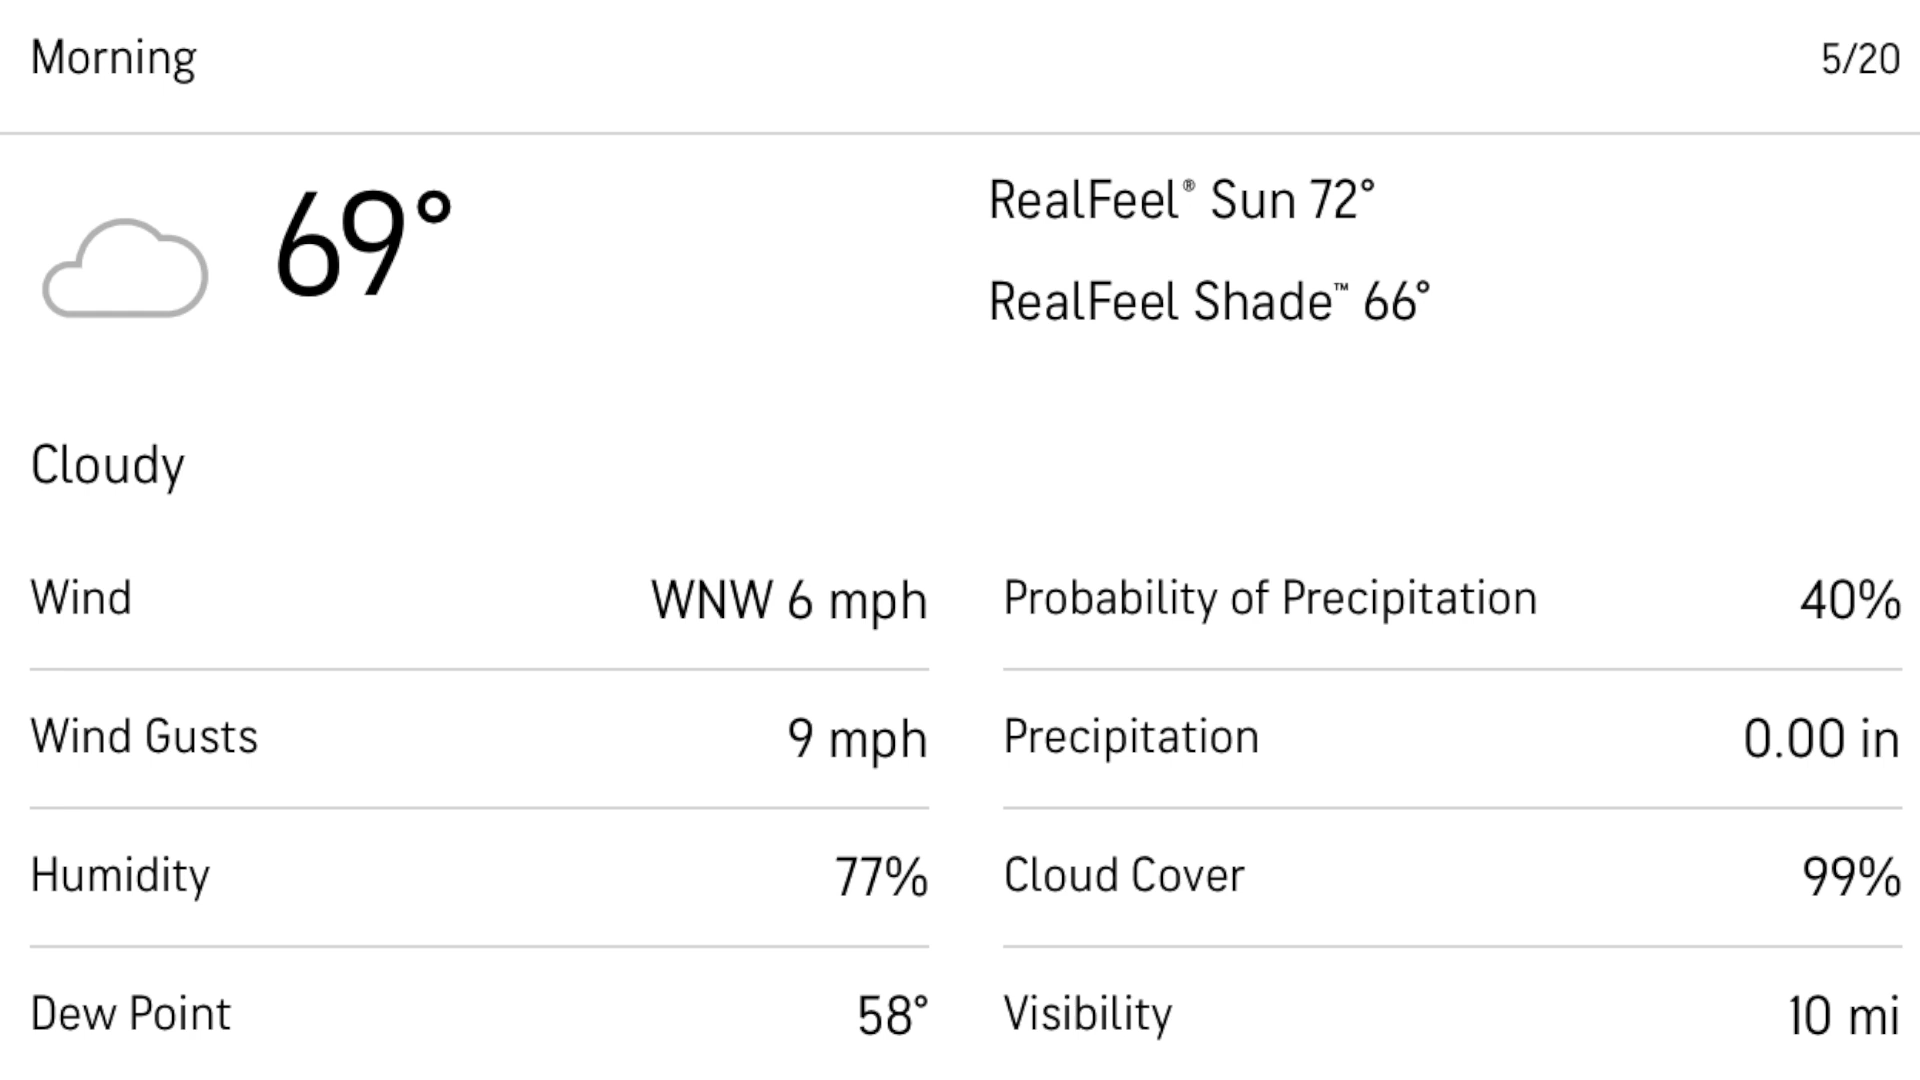 Morning 5/20
69°
RealFeel® Sun 72°
RealFeel Shade™ 66°
Cloudy
Wind WNW 6 mph
Wind Gusts 9 mph
Humidity 77%
Dew Point 58°
Probability of Precipitation 40%
Precipitation 0.00 in
Cloud Cover 99%
Visibility 10 mi